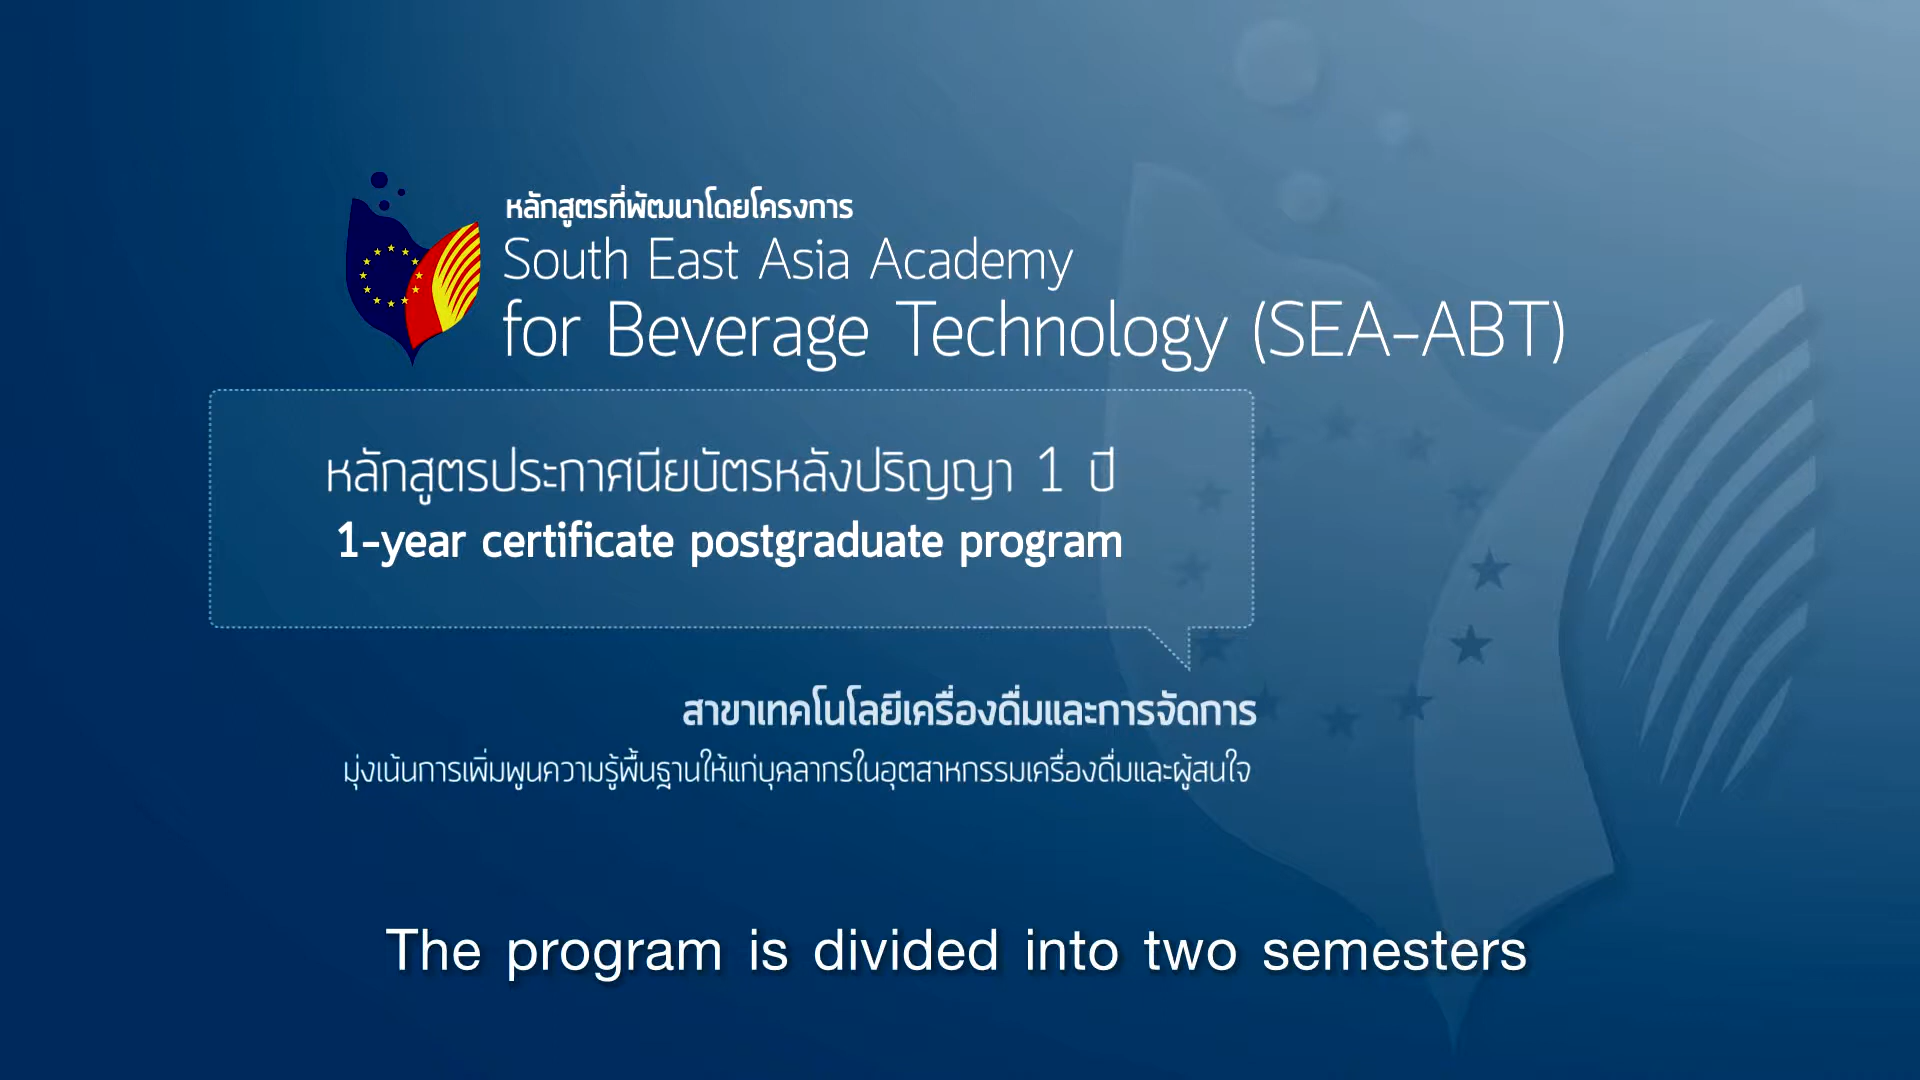 หลักสูตรที่พัฒนาโดยโครงการ
South East Asia Academy
for Beverage Technology (SEA-ABT)
หลักสูตรประกาศนียบัตรหลังปริญญา 1 ปี
1-year certificate postgraduate program
สาขาเทคโนโลยีเครื่องดื่มและการจัดการ
มุ่งเน้นการเพิ่มพูนความรู้พื้นฐานให้แก่บุคลากรในอุตสาหกรรมเครื่องดื่มและผู้สนใจ
The program is divided into two semesters